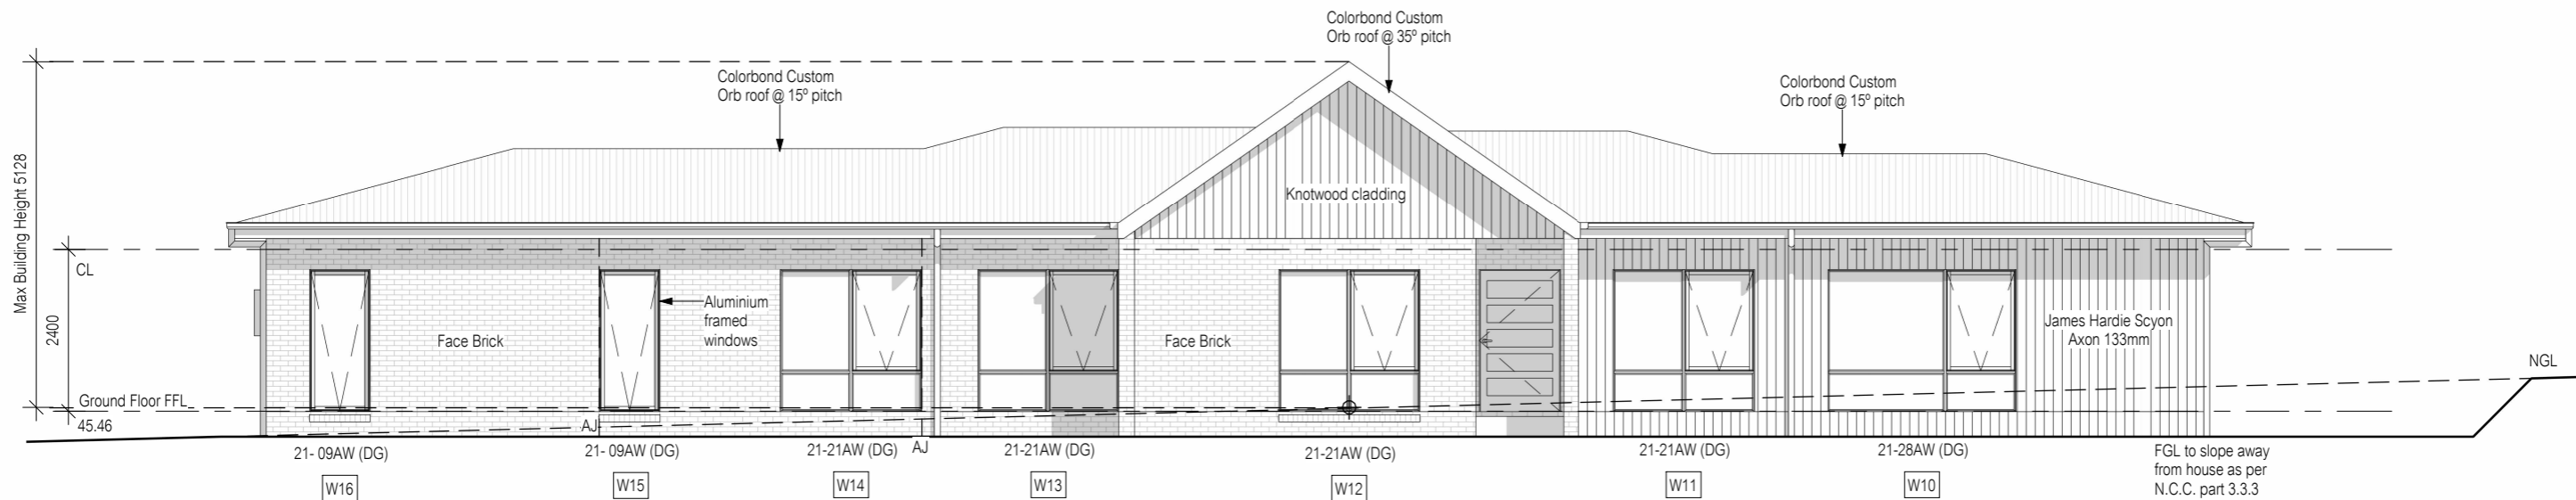 Colorbond Custom
Orb roof @ 35º pitch
Colorbond Custom
Orb roof @ 15º pitch
Colorbond Custom
Orb roof @ 15º pitch
Max Building Height 5128
Knotwood cladding
CL
2400
Aluminium
framed
windows
Face Brick
Face Brick
James Hardie Scyon
Axon 133mm
NGL
Ground Floor FFL
45.46
AJ
AJ
21- 09AW (DG)
W16
21- 09AW (DG)
W15
21-21AW (DG)
W14
21-21AW (DG)
W13
21-21AW (DG)
W12
21-21AW (DG)
W11
21-28AW (DG)
W10
FGL to slope away
from house as per
N.C.C. part 3.3.3